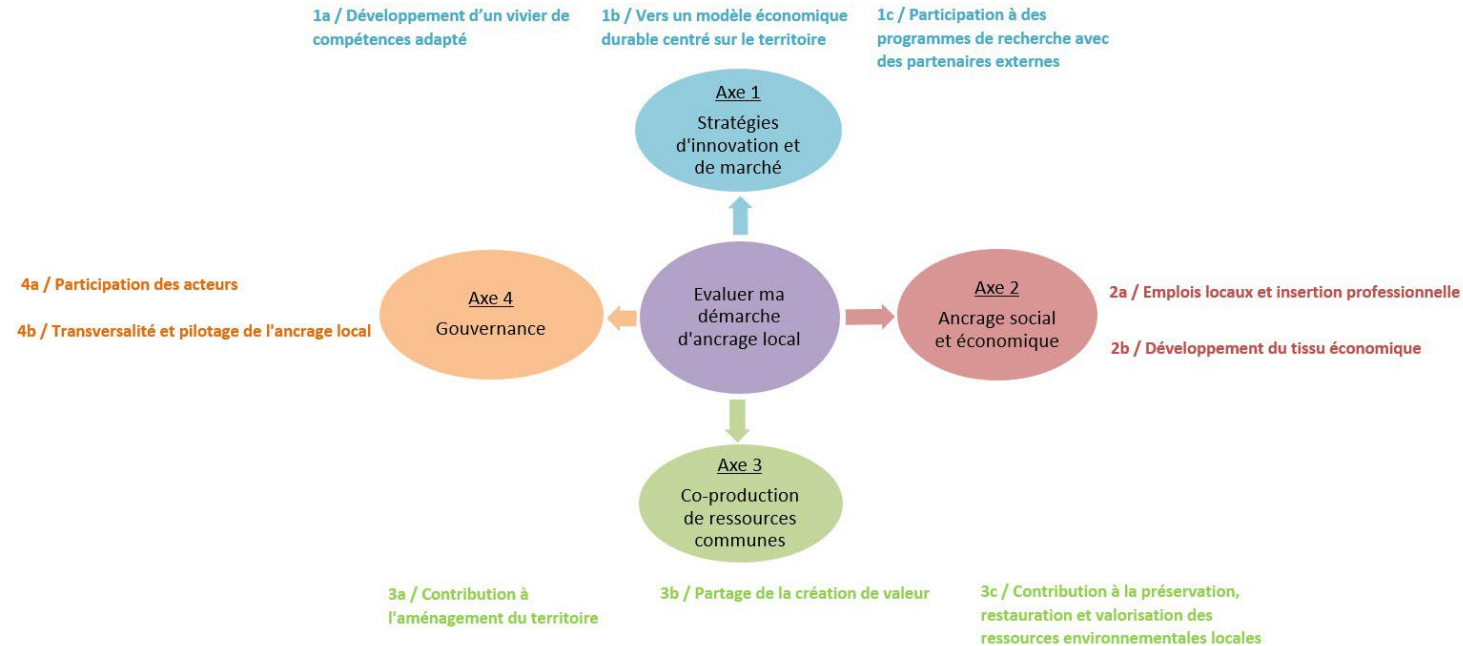 1a / Développement d'un vivier de
compétences adapté
1b / Vers un modèle économique
durable centré sur le territoire
1c / Participation à des
programmes de recherche avec
des partenaires externes
Axe 1
Stratégies
d'innovation et
de marché
4a / Participation des acteurs
4b / Transversalité et pilotage de l'ancrage local
Axe 4
Gouvernance
Evaluer ma
démarche
d'ancrage local
Axe 2
Ancrage social
et économique
2a / Emplois locaux et insertion professionnelle
2b / Développement du tissu économique
Axe 3
Co-production
de ressources
communes
3a / Contribution à
l'aménagement du territoire
3b / Partage de la création de valeur
3c / Contribution à la préservation,
restauration et valorisation des
ressources environnementales locales